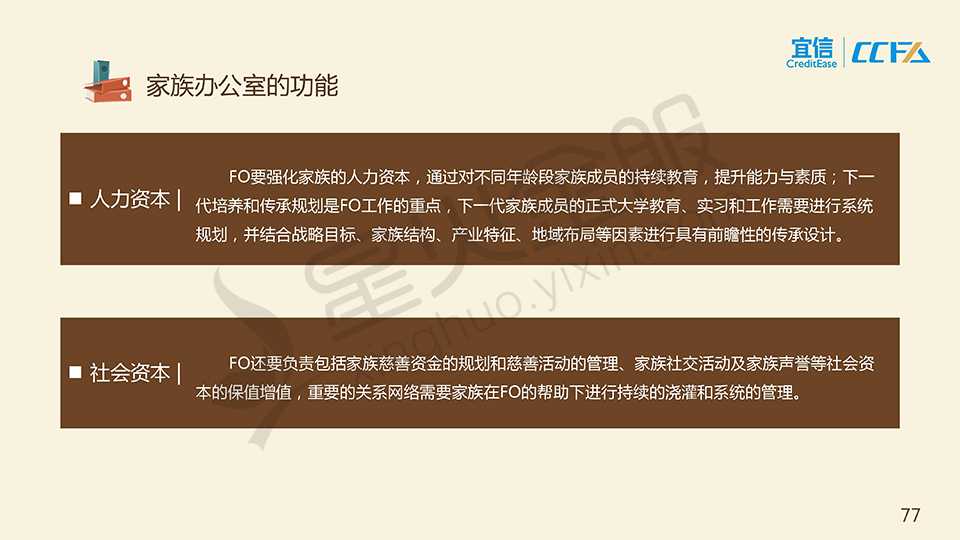 宜信
CreditEase
CCFA
家族办公室的功能
人力资本
FO要强化家族的人力资本，通过对不同年龄段家族成员的持续教育，提升能力与素质；下一
代培养和传承规划是FO工作的重点，下一代家族成员的正式大学教育、实习和工作需要进行系统
规划，并结合战略目标、家族结构、产业特征、地域布局等因素进行具有前瞻性的传承设计。
社会资本
FO还要负责包括家族慈善资金的规划和慈善活动的管理、家族社交活动及家族声誉等社会资
本的保值增值，重要的关系网络需要家族在FO的帮助下进行持续的浇灌和系统的管理。
星火金服
xinghuo.yixin.com
77